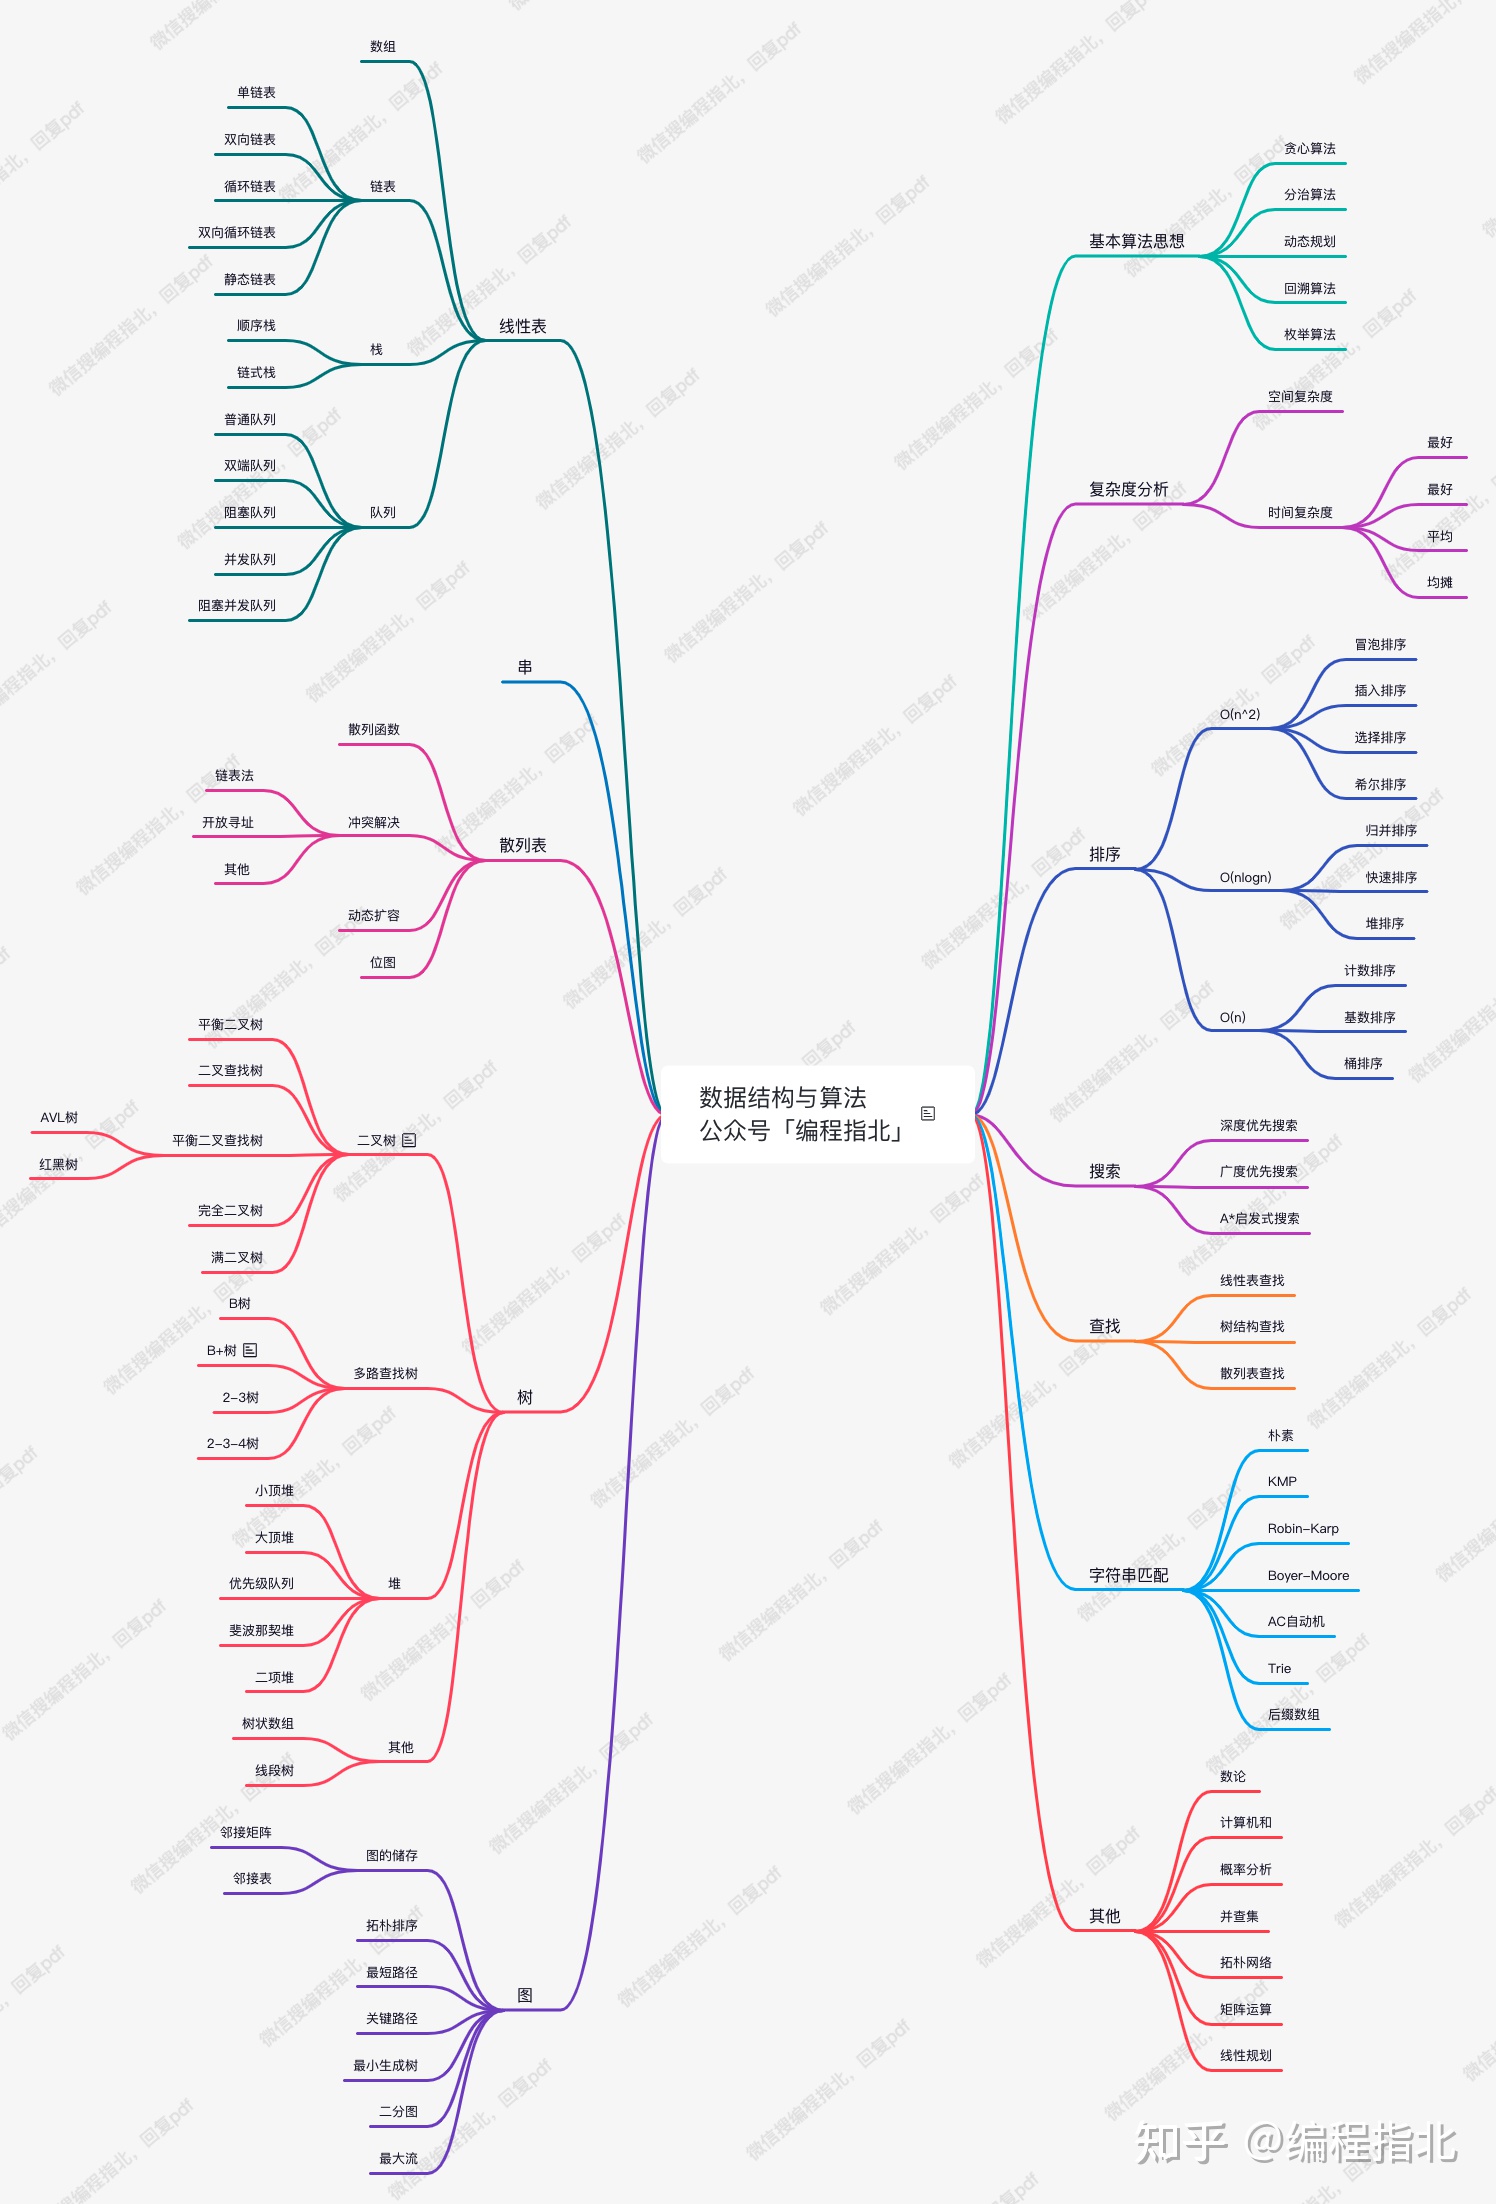 数据结构与算法
公众号「编程指北」
线性表
数组
链表
单链表
双向链表
循环链表
双向循环链表
静态链表
栈
顺序栈
链式栈
队列
普通队列
双端队列
阻塞队列
并发队列
阻塞并发队列
串
散列表
散列函数
冲突解决
链表法
开放寻址
其他
动态扩容
位图
树
二叉树
平衡二叉树
二叉查找树
平衡二叉查找树
AVL树
红黑树
完全二叉树
满二叉树
多路查找树
B树
B+树
2-3树
2-3-4树
堆
小顶堆
大顶堆
优先级队列
斐波那契堆
二项堆
其他
树状数组
线段树
图
图的储存
邻接矩阵
邻接表
拓朴排序
最短路径
关键路径
最小生成树
二分图
最大流
基本算法思想
贪心算法
分治算法
动态规划
回溯算法
枚举算法
复杂度分析
空间复杂度
时间复杂度
最好
最好
平均
均摊
排序
O(n^2)
冒泡排序
插入排序
选择排序
希尔排序
O(nlogn)
归并排序
快速排序
堆排序
O(n)
计数排序
基数排序
桶排序
搜索
深度优先搜索
广度优先搜索
A*启发式搜索
查找
线性表查找
树结构查找
散列表查找
字符串匹配
朴素
KMP
Robin-Karp
Boyer-Moore
AC自动机
Trie
后缀数组
其他
数论
计算机和
概率分析
并查集
拓朴网络
矩阵运算
线性规划
微信搜编程指北，回复pdf
知乎 @编程指北